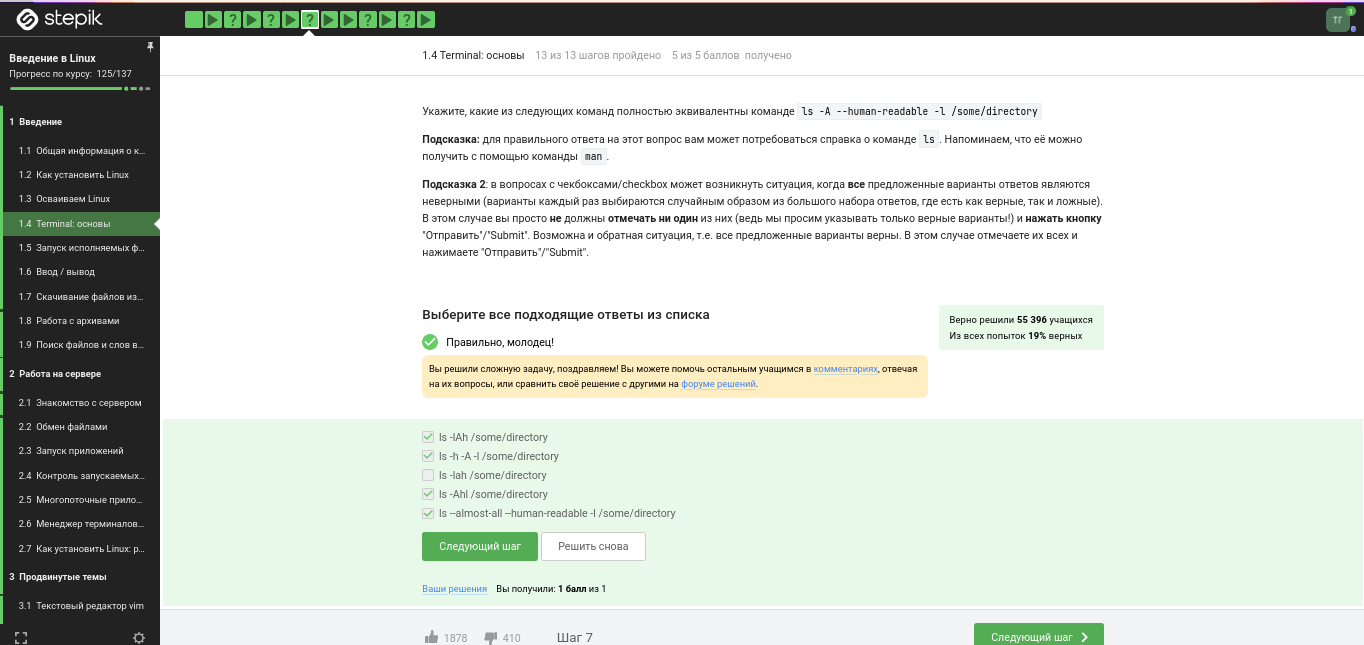 stepik
? ? ? ? ? ?
ТГ 1
Введение в Linux
Прогресс по курсу: 125/137
1 Введение
1.1 Общая информация о к...
1.2 Как установить Linux
1.3 Осваиваем Linux
1.4 Terminal: основы
1.5 Запуск исполняемых ф...
1.6 Ввод / вывод
1.7 Скачивание файлов из...
1.8 Работа с архивами
1.9 Поиск файлов и слов в...
2 Работа на сервере
2.1 Знакомство с сервером
2.2 Обмен файлами
2.3 Запуск приложений
2.4 Контроль запускаемых...
2.5 Многопоточные прило...
2.6 Менеджер терминалов...
2.7 Как установить Linux: р...
3 Продвинутые темы
3.1 Текстовый редактор vim
1.4 Terminal: основы 13 из 13 шагов пройдено 5 из 5 баллов получено
Укажите, какие из следующих команд полностью эквивалентны команде ls -A --human-readable -l /some/directory
Подсказка: для правильного ответа на этот вопрос вам может потребоваться справка о команде ls . Напоминаем, что её можно
получить с помощью команды man .
Подсказка 2: в вопросах с чекбоксами/checkbox может возникнуть ситуация, когда все предложенные варианты ответов являются
неверными (варианты каждый раз выбираются случайным образом из большого набора ответов, где есть как верные, так и ложные).
В этом случае вы просто не должны отмечать ни один из них (ведь мы просим указывать только верные варианты!) и нажать кнопку
"Отправить"/"Submit". Возможна и обратная ситуация, т.е. все предложенные варианты верны. В этом случае отмечаете их всех и
нажимаете "Отправить"/"Submit".
Выберите все подходящие ответы из списка
Правильно, молодец!
Вы решили сложную задачу, поздравляем! Вы можете помочь остальным учащимся в комментариях, отвечая
на их вопросы, или сравнить своё решение с другими на форуме решений.
Верно решили 55 396 учащихся
Из всех попыток 19% верных
ls -lAh /some/directory
ls -h -A -l /some/directory
ls -lah /some/directory
ls -Ahl /some/directory
ls --almost-all --human-readable -l /some/directory
Следующий шаг Решить снова
Ваши решения Вы получили: 1 балл из 1
1878 410 Шаг 7 Следующий шаг